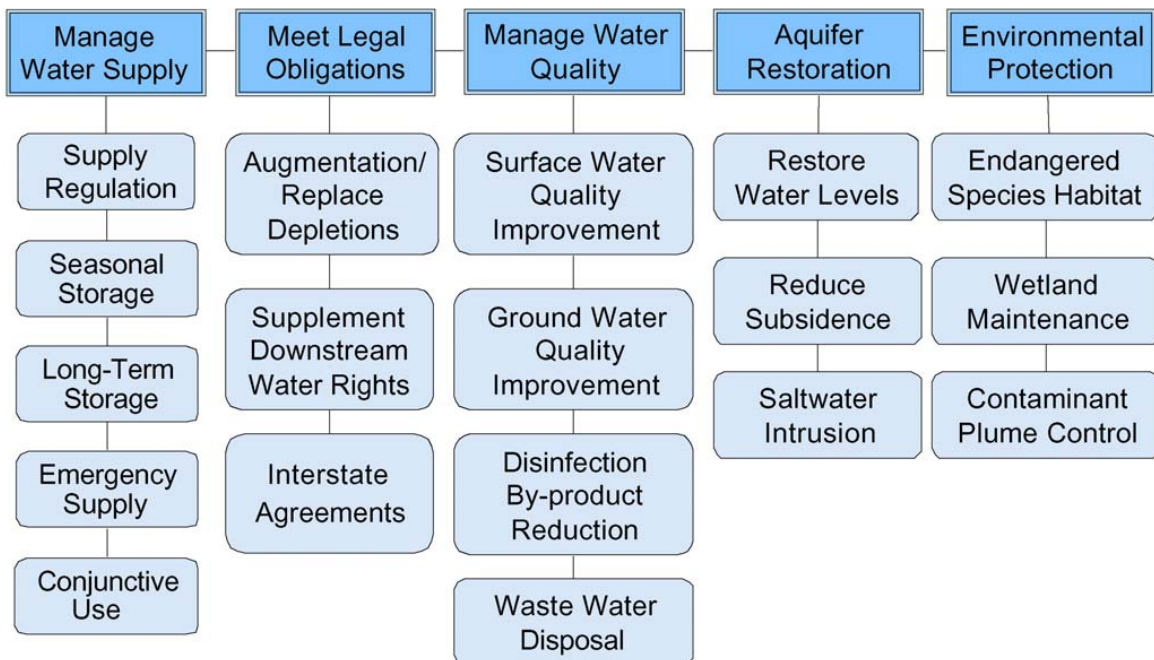 Manage
Water Supply
Supply
Regulation
Seasonal
Storage
Long-Term
Storage
Emergency
Supply
Conjunctive
Use
Meet Legal
Obligations
Augmentation/
Replace
Depletions
Supplement
Downstream
Water Rights
Interstate
Agreements
Manage Water
Quality
Surface Water
Quality
Improvement
Ground Water
Quality
Improvement
Disinfection
By-product
Reduction
Waste Water
Disposal
Aquifer
Restoration
Restore
Water Levels
Reduce
Subsidence
Saltwater
Intrusion
Environmental
Protection
Endangered
Species Habitat
Wetland
Maintenance
Contaminant
Plume Control